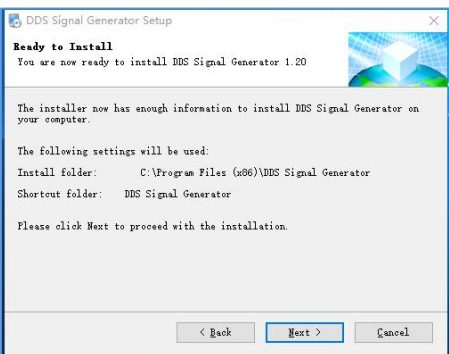 DDS Signal Generator Setup
Ready to Install
You are now ready to install DDS Signal Generator 1.20
The installer now has enough information to install DDS Signal Generator on
your computer.
The following settings will be used:
Install folder: C:\Program Files (x86)\DDS Signal Generator
Shortcut folder: DDS Signal Generator
Please click Next to proceed with the installation.
< Back Next > Cancel